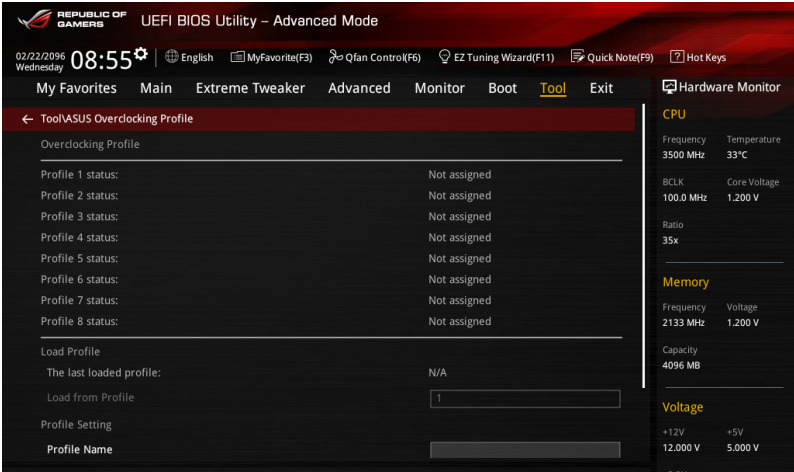 REPUBLIC OF
GAMERS
UEFI BIOS Utility – Advanced Mode
02/22/2096
Wednesday
08:55
English
MyFavorite(F3)
Qfan Control(F6)
EZ Tuning Wizard(F11)
Quick Note(F9)
? Hot Keys
My Favorites Main Extreme Tweaker Advanced Monitor Boot Tool Exit
Hardware Monitor
← Tool\ASUS Overclocking Profile
Overclocking Profile
Profile 1 status: Not assigned
Profile 2 status: Not assigned
Profile 3 status: Not assigned
Profile 4 status: Not assigned
Profile 5 status: Not assigned
Profile 6 status: Not assigned
Profile 7 status: Not assigned
Profile 8 status: Not assigned
Load Profile
The last loaded profile: N/A
Load from Profile 1
Profile Setting
Profile Name
CPU
Frequency Temperature
3500 MHz 33°C
BCLK Core Voltage
100.0 MHz 1.200 V
Ratio
35x
Memory
Frequency Voltage
2133 MHz 1.200 V
Capacity
4096 MB
Voltage
+12V +5V
12.000 V 5.000 V